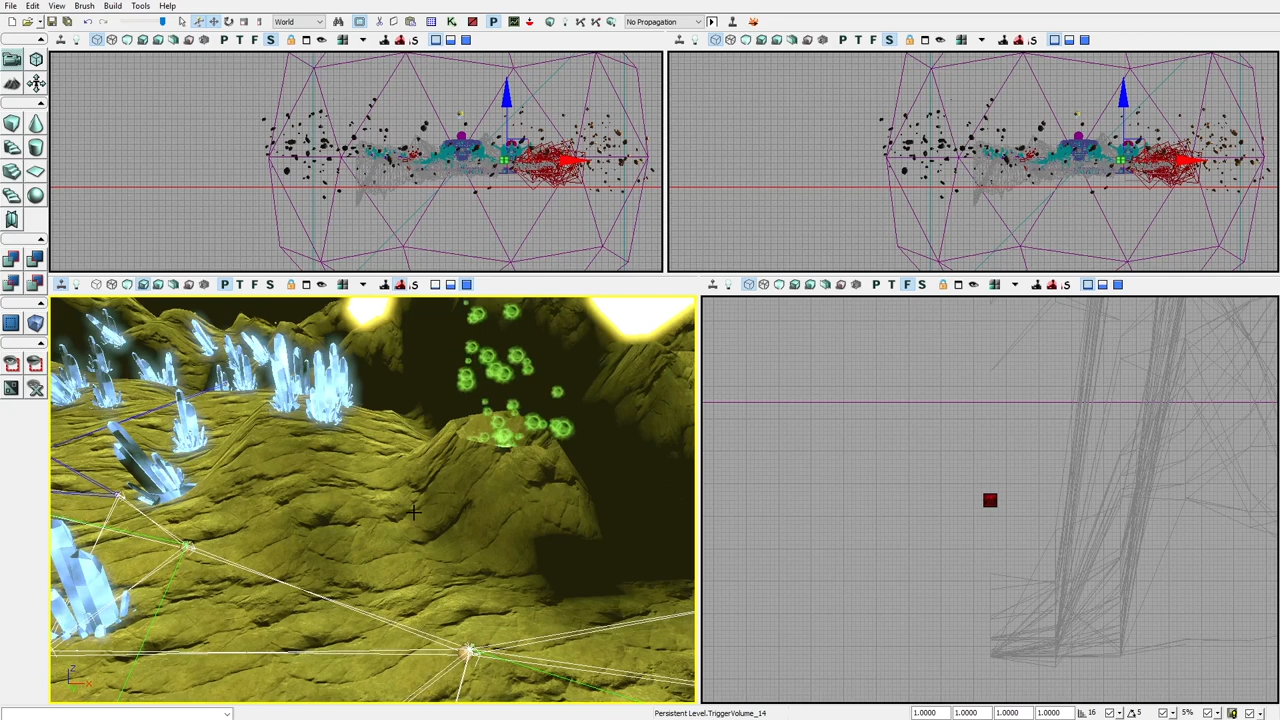 File Edit View Brush Build Tools Help
World No Propagation
P T F S
P T F S
P T F S
P T F S
Z
X
Persistent Level.TriggerVolume_14 1.0000 1.0000 1.0000 1.0000 16 5 5%